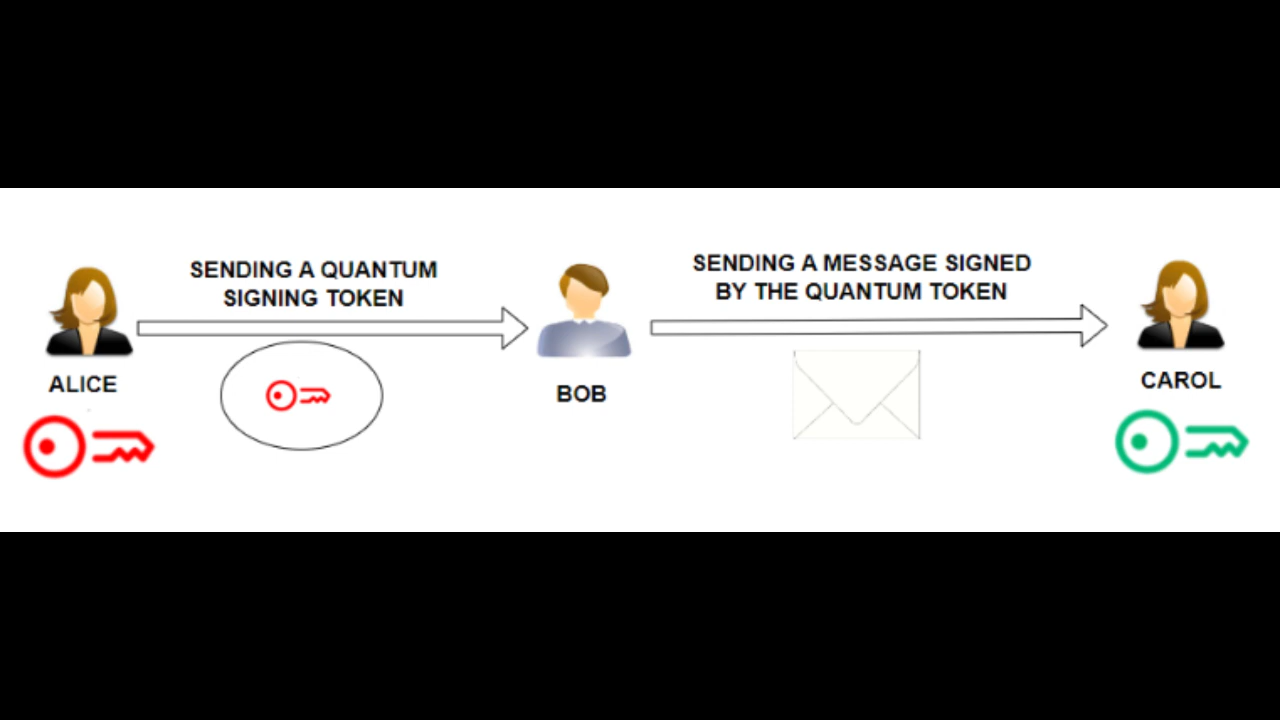 SENDING A QUANTUM
SIGNING TOKEN
SENDING A MESSAGE SIGNED
BY THE QUANTUM TOKEN
ALICE
BOB
CAROL